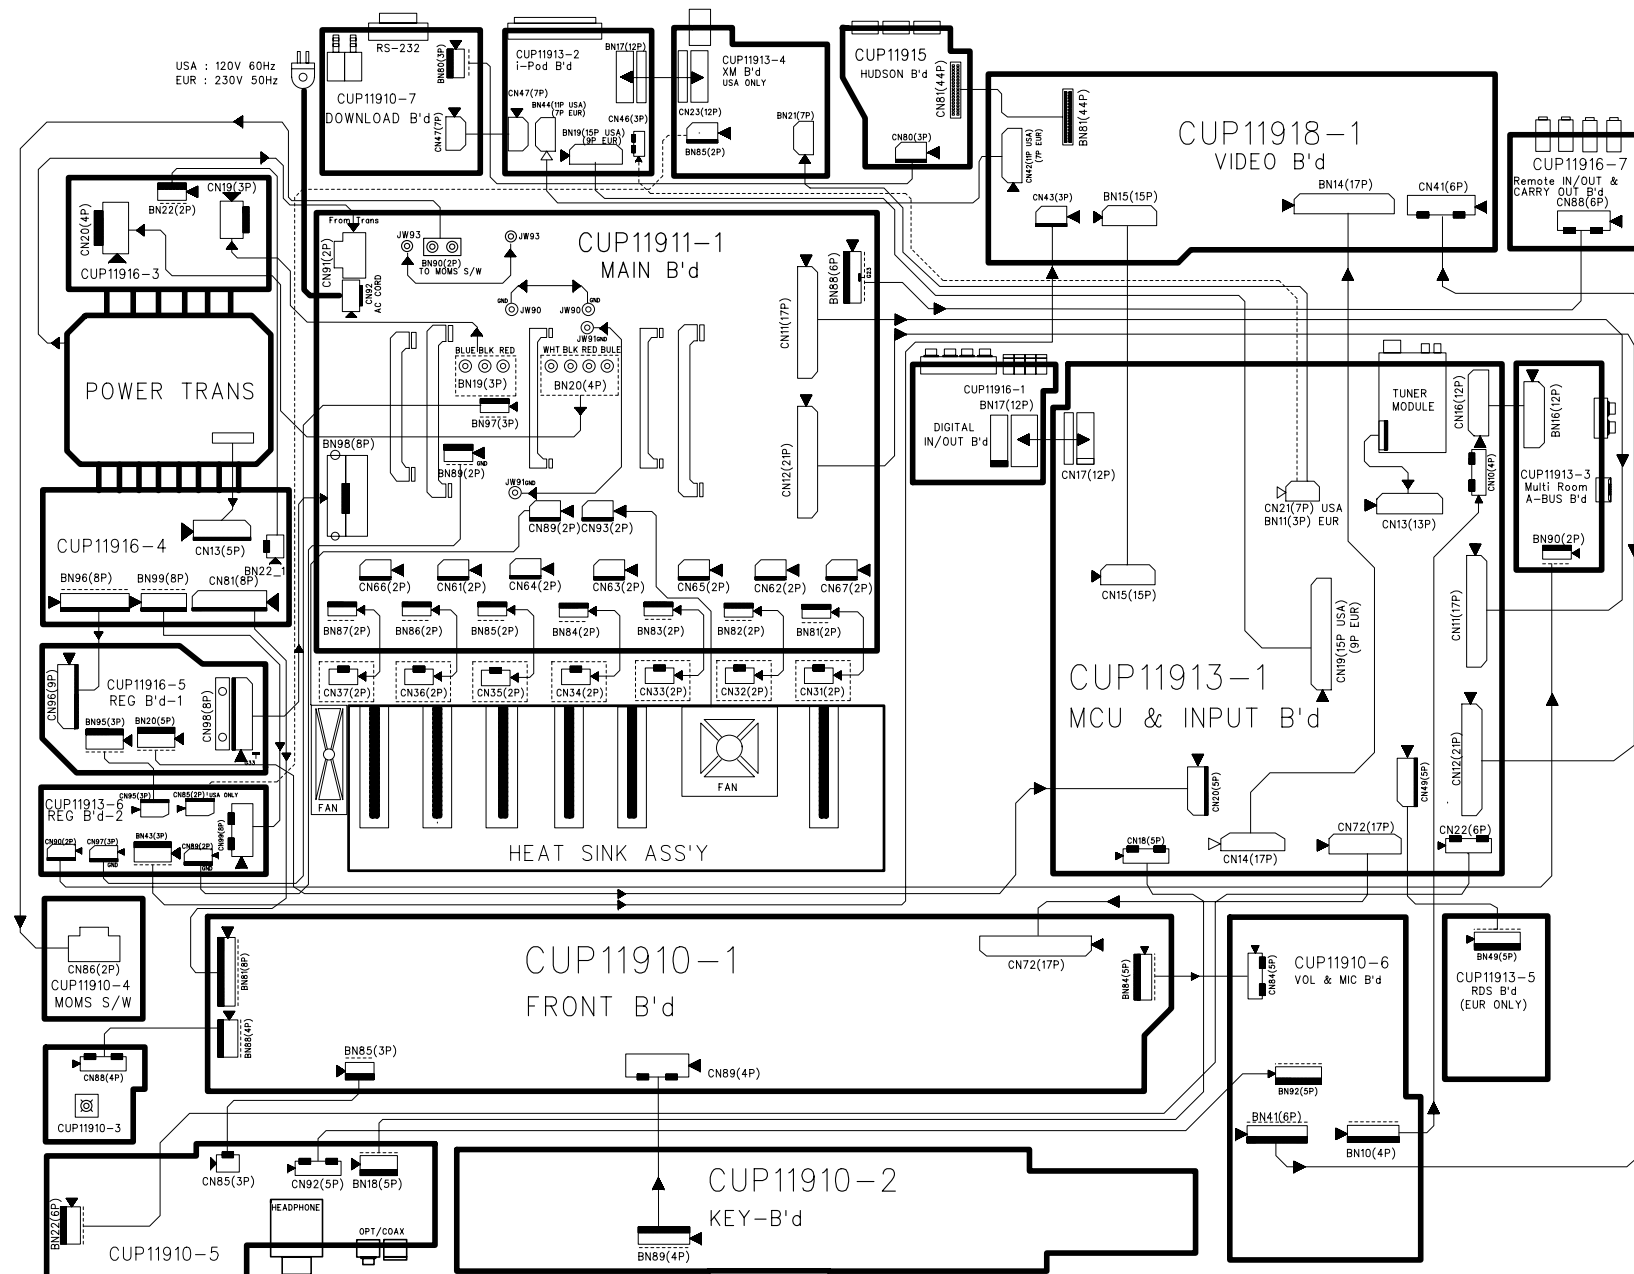 USA : 120V 60Hz
EUR : 230V 50Hz
RS-232
BN80(3P)
CUP11910-7
DOWNLOAD B'd
CN47(7P)
CUP11913-2
i-Pod B'd
BN17(12P)
CN47(7P)
BN44(11P USA)
(7P EUR)
BN19(15P USA)
(9P EUR)
CN46(3P)
CUP11913-4
XM B'd
USA ONLY
CN23(12P)
BN85(2P)
BN21(7P)
CUP11915
HUDSON B'd
CN81(44P)
CN80(3P)
BN81(44P)
CN42(11P USA)
(7P EUR)
CUP11918-1
VIDEO B'd
CN43(3P)
BN15(15P)
BN14(17P)
CN41(6P)
CUP11916-7
Remote IN/OUT &
CARRY OUT B'd
CN88(6P)
BN22(2P)
CN19(3P)
CN20(4P)
CUP11916-3
POWER TRANS
CUP11916-4
CN13(5P)
BN22_1
BN96(8P)
BN99(8P)
CN81(8P)
From Trans
CN91(2P)
CN92
AC CORD
JW93
BN90(2P)
TO MOMS S/W
JW93
CUP11911-1
MAIN B'd
GND
JW90
GND
JW90
JW91GND
BLUE BLK RED
BN19(3P)
WHT BLK RED BULE
BN20(4P)
BN97(3P)
BN98(8P)
BN89(2P)
GND
JW91GND
CN89(2P)
CN93(2P)
CN11(17P)
BN88(6P)
G23
CN12(21P)
CN66(2P)
CN61(2P)
CN64(2P)
CN63(2P)
CN65(2P)
CN62(2P)
CN67(2P)
BN87(2P)
BN86(2P)
BN85(2P)
BN84(2P)
BN83(2P)
BN82(2P)
BN81(2P)
CN37(2P)
CN36(2P)
CN35(2P)
CN34(2P)
CN33(2P)
CN32(2P)
CN31(2P)
FAN
FAN
HEAT SINK ASS'Y
CUP11916-1
BN17(12P)
DIGITAL
IN/OUT B'd
CN17(12P)
TUNER
MODULE
CN16(12P)
CN10(4P)
CN13(13P)
CN21(7P) USA
BN11(3P) EUR
CN15(15P)
CN19(15P USA)
(9P EUR)
CN11(17P)
CUP11913-1
MCU & INPUT B'd
CN12(21P)
CN20(5P)
CN49(5P)
CN18(5P)
CN14(17P)
CN72(17P)
CN22(6P)
BN16(12P)
CUP11913-3
Multi Room
A-BUS B'd
BN90(2P)
CN96(9P)
CUP11916-5
REG B'd-1
BN95(3P)
BN20(5P)
CN98(8P)
G33
CUP11913-6
REG B'd-2
CN95(3P)
CN85(2P) USA ONLY
CN90(2P)
CN97(3P)
GND
BN43(3P)
CN89(2P)
GND
CN99(8P)
CN86(2P)
CUP11910-4
MOMS S/W
CN88(4P)
CUP11910-3
BN81(8P)
BN88(4P)
CUP11910-1
FRONT B'd
BN85(3P)
CN89(4P)
CN72(17P)
BN84(5P)
CN84(5P)
CUP11910-6
VOL & MIC B'd
BN92(5P)
BN41(6P)
BN10(4P)
BN49(5P)
CUP11913-5
RDS B'd
(EUR ONLY)
BN22(6P)
CN85(3P)
CN92(5P)
BN18(5P)
HEADPHONE
OPT/COAX
CUP11910-5
CUP11910-2
KEY-B'd
BN89(4P)